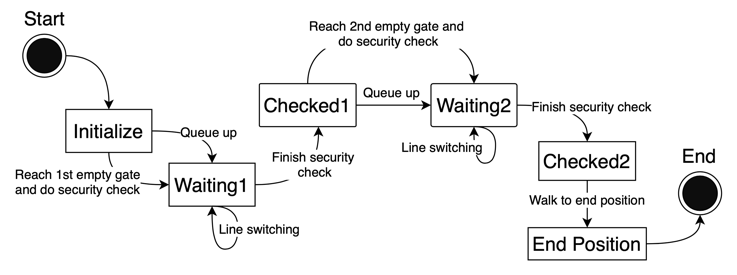 Start
Initialize
Queue up
Reach 1st empty gate
and do security check
Waiting1
Line switching
Finish security
check
Checked1
Reach 2nd empty gate and
do security check
Queue up
Waiting2
Line switching
Finish security check
Checked2
Walk to end position
End Position
End